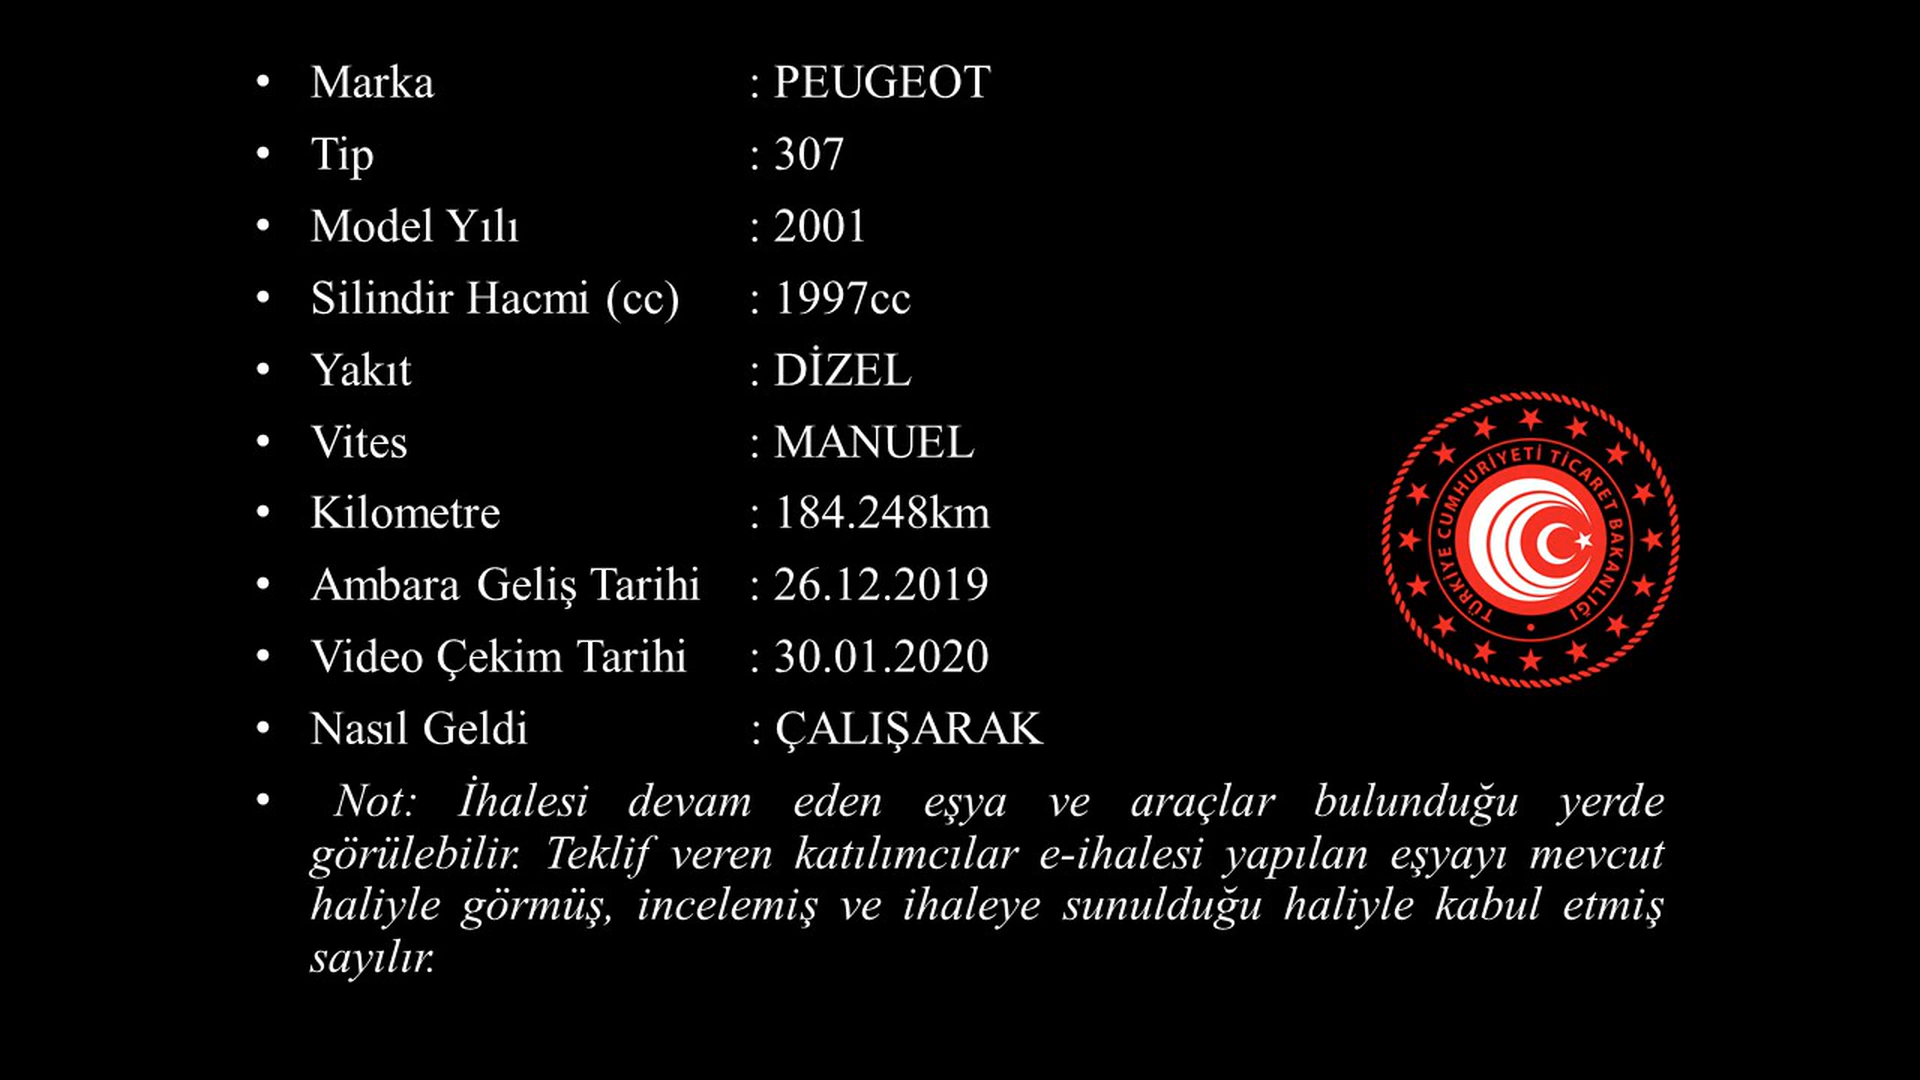 • Marka : PEUGEOT
• Tip : 307
• Model Yılı : 2001
• Silindir Hacmi (cc) : 1997cc
• Yakıt : DİZEL
• Vites : MANUEL
• Kilometre : 184.248km
• Ambara Geliş Tarihi : 26.12.2019
• Video Çekim Tarihi : 30.01.2020
• Nasıl Geldi : ÇALIŞARAK
• Not: İhalesi devam eden eşya ve araçlar bulunduğu yerde
görülebilir. Teklif veren katılımcılar e-ihalesi yapılan eşyayı mevcut
haliyle görmüş, incelemiş ve ihaleye sunulduğu haliyle kabul etmiş
sayılır.
TÜRKİYE CUMHURİYETİ TİCARET BAKANLIĞI